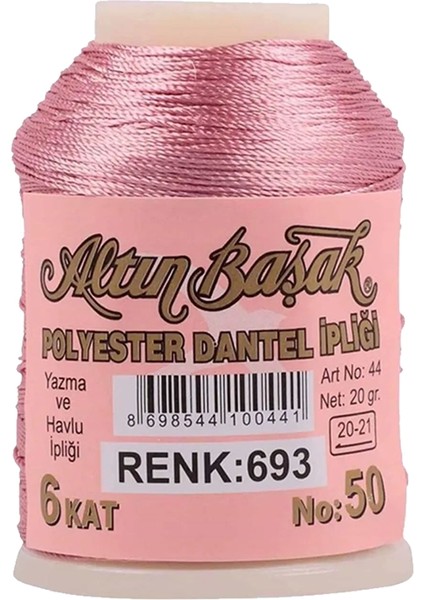 Altın Başak®
POLYESTER DANTEL İPLİĞİ
Yazma
ve
Havlu
İpliği
8 698544 100441
Art No: 44
Net: 20 gr.
20-21
RENK:693
6 KAT
No: 50